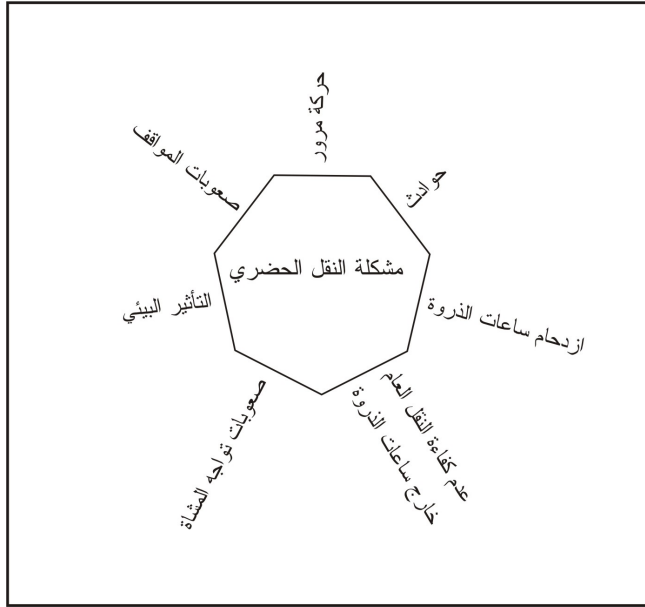 حركة مرور
حوادث
ازدحام ساعات الذروة
عدم كفاءة النقل العام
خارج ساعات الذروة
صعوبات تواجه المشاة
التأثير البيئي
صعوبات المواقف
مشكلة النقل الحضري